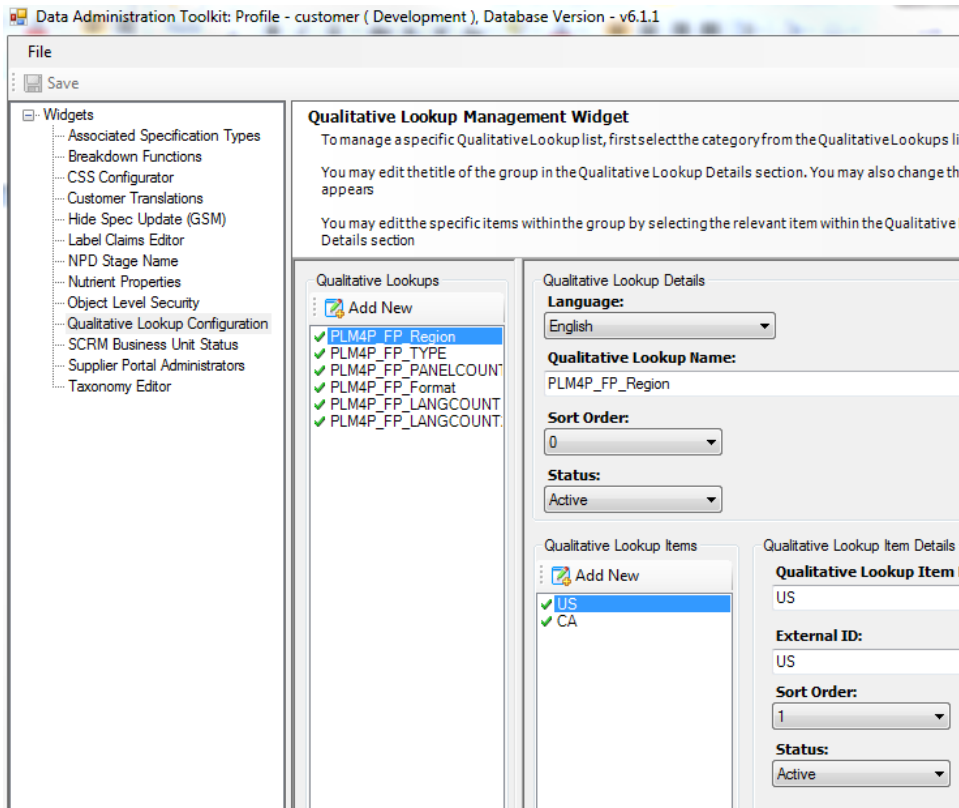 Data Administration Toolkit: Profile - customer ( Development ), Database Version - v6.1.1
File
Save
Widgets
Associated Specification Types
Breakdown Functions
CSS Configurator
Customer Translations
Hide Spec Update (GSM)
Label Claims Editor
NPD Stage Name
Nutrient Properties
Object Level Security
Qualitative Lookup Configuration
SCRM Business Unit Status
Supplier Portal Administrators
Taxonomy Editor
Qualitative Lookup Management Widget
To manage a specific Qualitative Lookup list, first select the category from the Qualitative Lookups li
You may edit the title of the group in the Qualitative Lookup Details section. You may also change th
appears
You may edit the specific items within the group by selecting the relevant item within the Qualitative
Details section
Qualitative Lookups
Add New
PLM4P_FP_Region
PLM4P_FP_TYPE
PLM4P_FP_PANELCOUNT
PLM4P_FP_Format
PLM4P_FP_LANGCOUNT
PLM4P_FP_LANGCOUNT.
Qualitative Lookup Details
Language:
English
Qualitative Lookup Name:
PLM4P_FP_Region
Sort Order:
0
Status:
Active
Qualitative Lookup Items
Add New
US
CA
Qualitative Lookup Item Details
Qualitative Lookup Item
US
External ID:
US
Sort Order:
1
Status:
Active